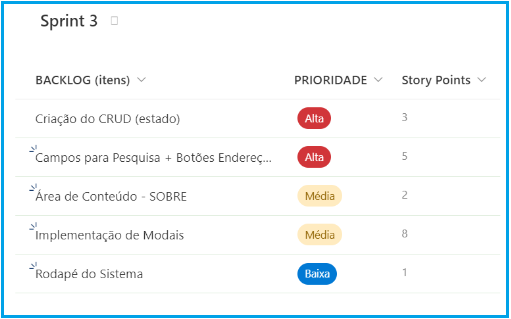 Sprint 3
BACKLOG (itens) PRIORIDADE Story Points
Criação do CRUD (estado) Alta 3
Campos para Pesquisa + Botões Endereç... Alta 5
Área de Conteúdo - SOBRE Média 2
Implementação de Modais Média 8
Rodapé do Sistema Baixa 1